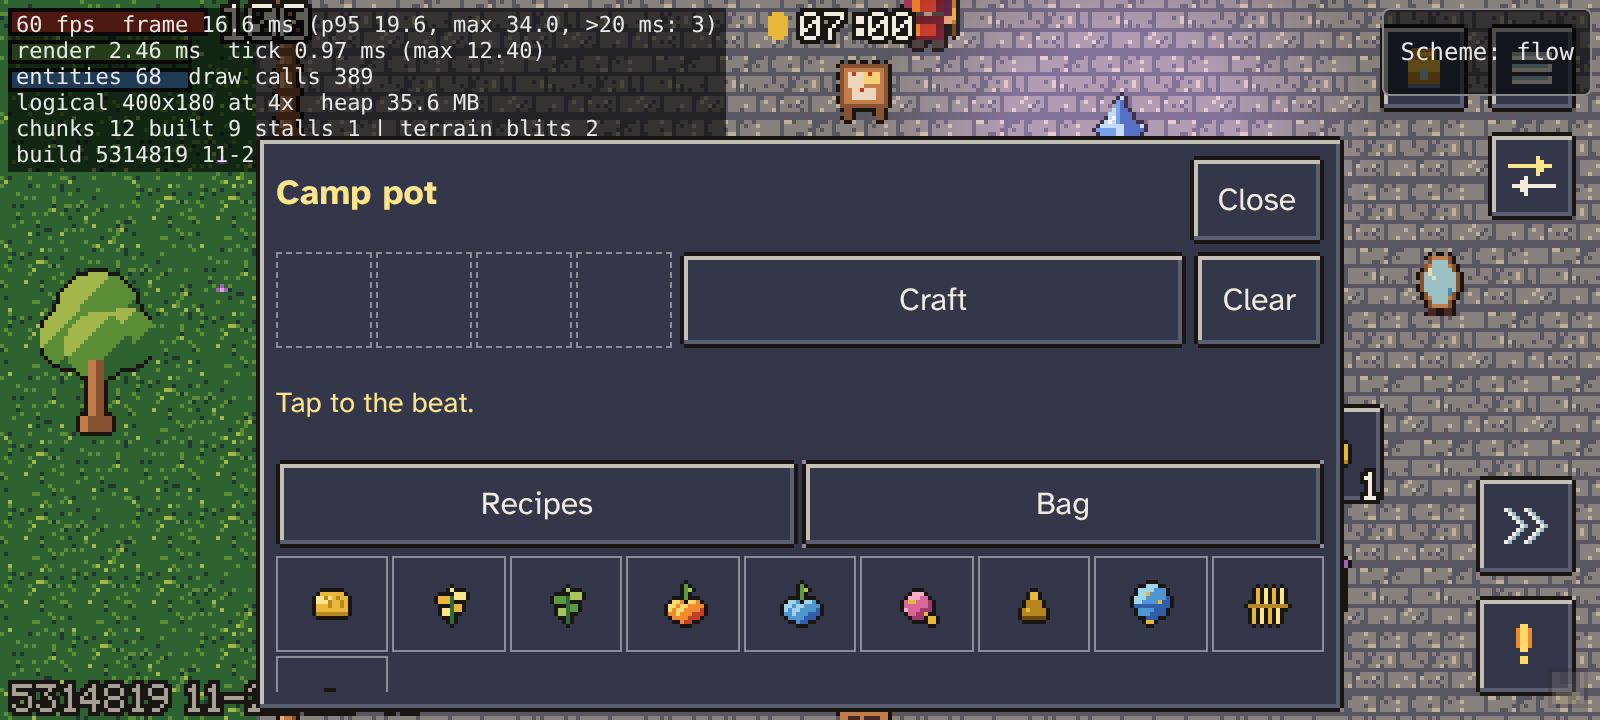 60 fps  frame 16.6 ms (p95 19.6, max 34.0, >20 ms: 3)
07:00
render 2.46 ms  tick 0.97 ms (max 12.40)
Scheme: flow
entities 68  draw calls 389
logical 400x180 at 4x  heap 35.6 MB
chunks 12 built 9 stalls 1 | terrain blits 2
build 5314819 11-2
Camp pot
Close
Craft
Clear
Tap to the beat.
1
Recipes
Bag
5314819 11-